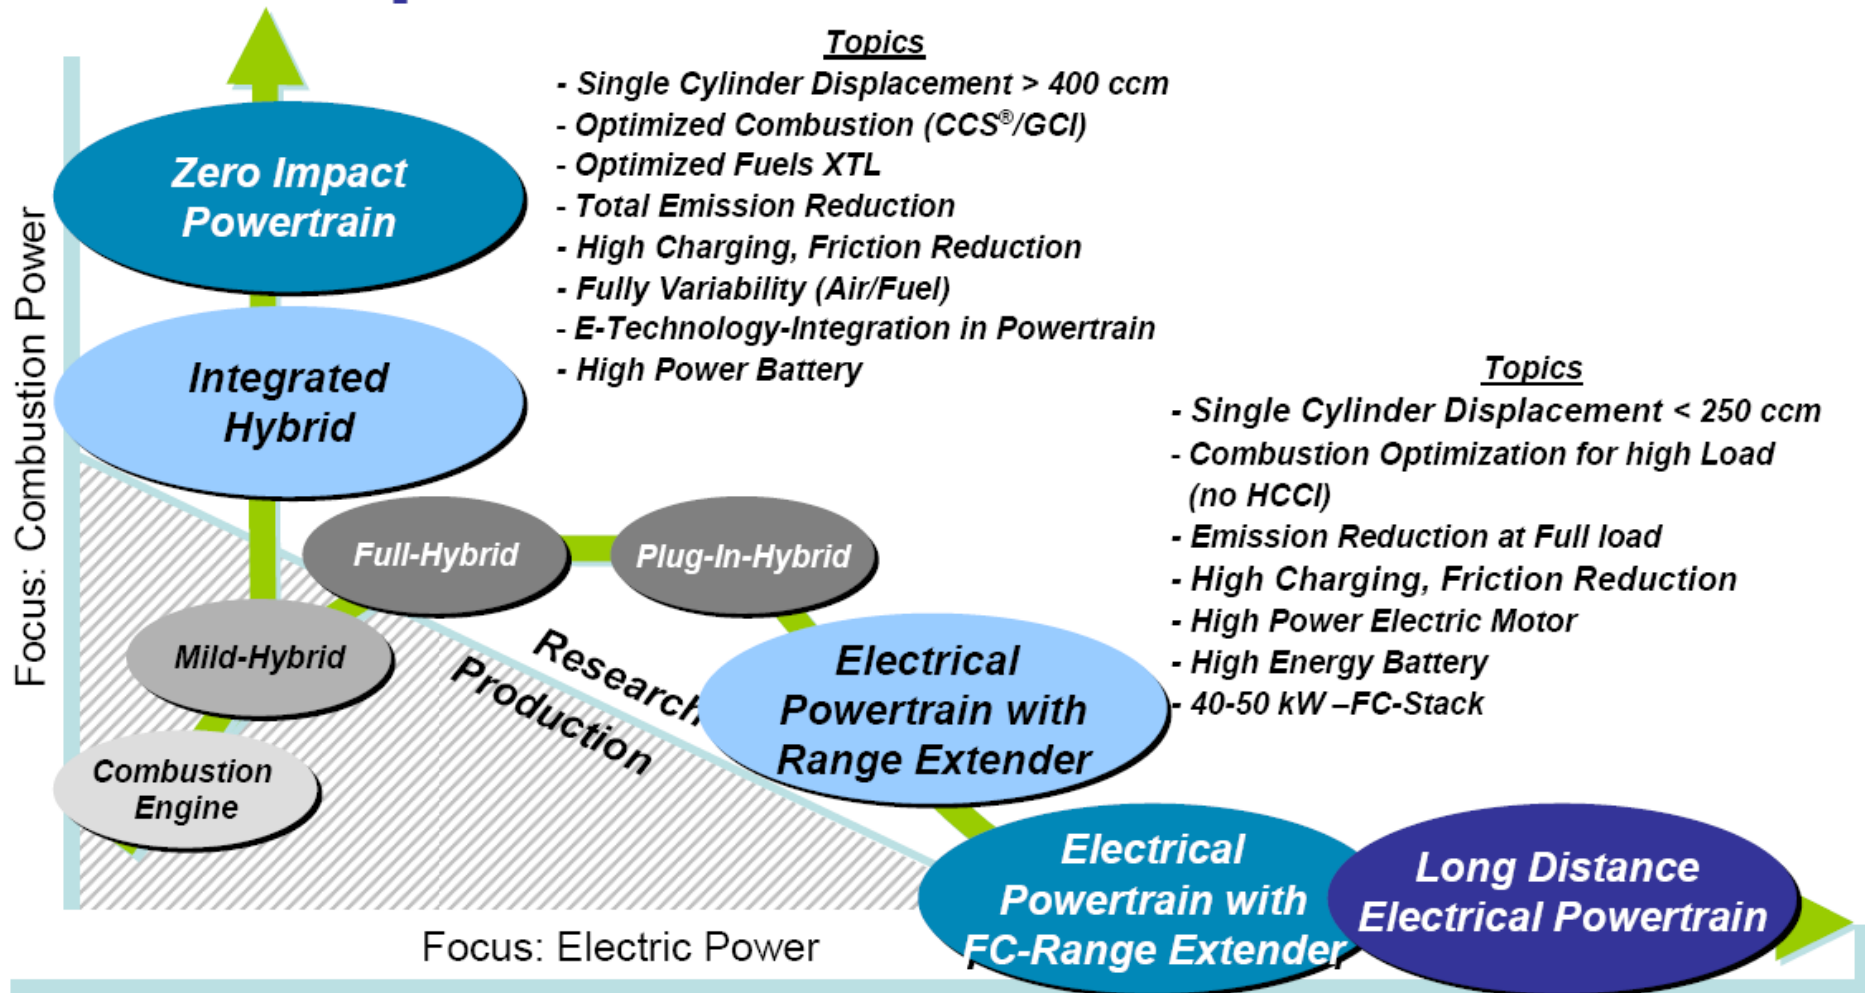 Topics
- Single Cylinder Displacement > 400 ccm
- Optimized Combustion (CCS®/GCI)
- Optimized Fuels XTL
- Total Emission Reduction
- High Charging, Friction Reduction
- Fully Variability (Air/Fuel)
- E-Technology-Integration in Powertrain
- High Power Battery
Zero Impact
Powertrain
Integrated
Hybrid
Focus: Combustion Power
Topics
- Single Cylinder Displacement < 250 ccm
- Combustion Optimization for high Load
(no HCCI)
- Emission Reduction at Full load
- High Charging, Friction Reduction
- High Power Electric Motor
- High Energy Battery
- 40-50 kW –FC-Stack
Full-Hybrid
Plug-In-Hybrid
Mild-Hybrid
Combustion
Engine
Research
Production
Electrical
Powertrain with
Range Extender
Electrical
Powertrain with
FC-Range Extender
Long Distance
Electrical Powertrain
Focus: Electric Power